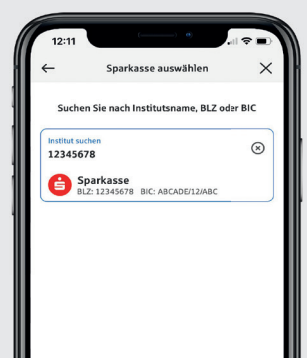 12:11
Sparkasse auswählen
Suchen Sie nach Institutsname, BLZ oder BIC
Institut suchen
12345678
Sparkasse
BLZ: 12345678 BIC: ABCADE/12/ABC